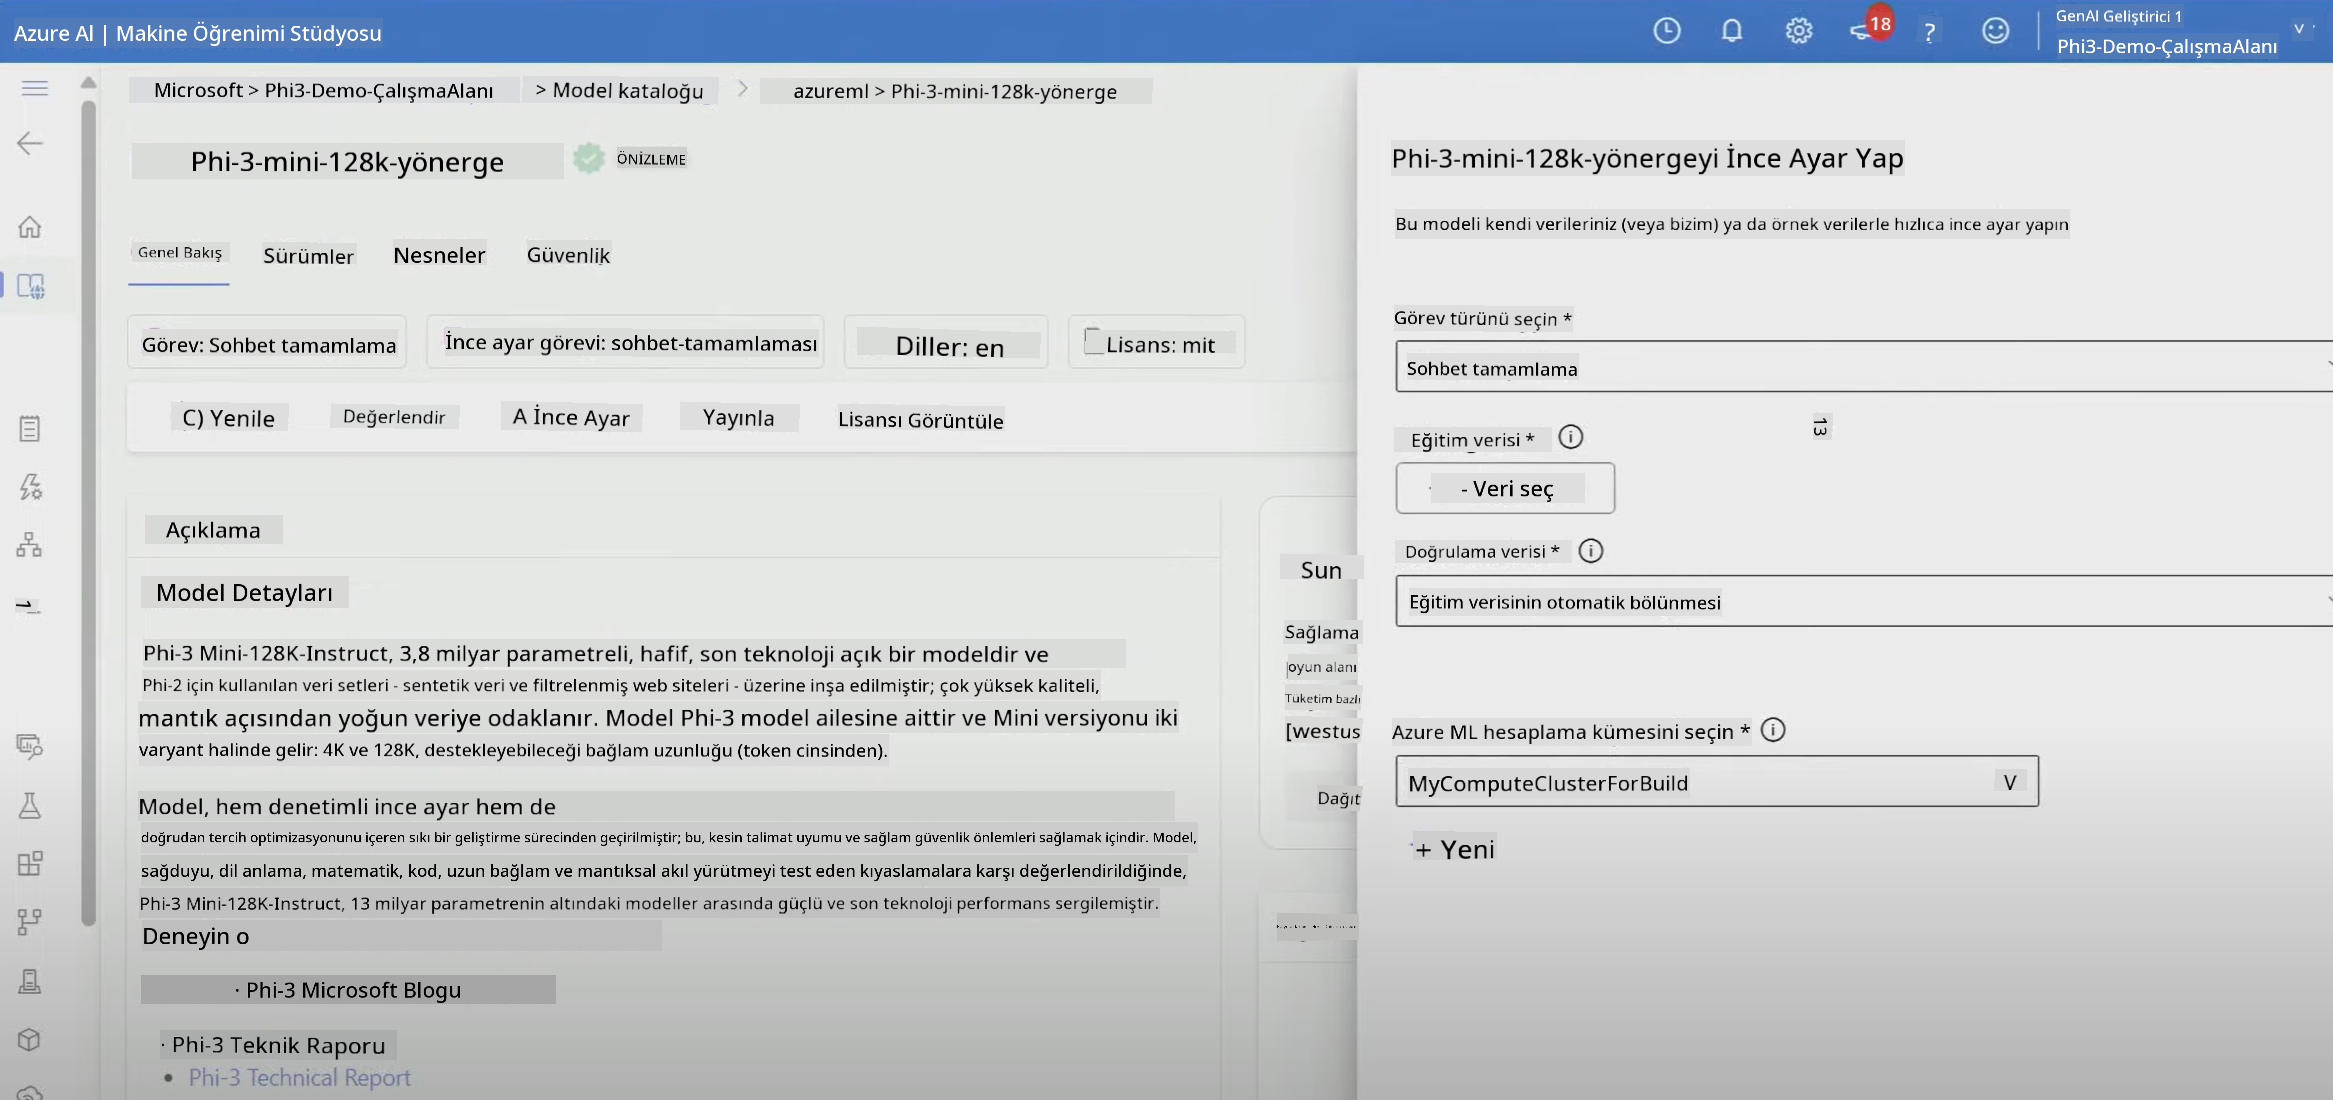 Azure AI | Makine Öğrenimi Stüdyosu
18
?
GenAI Geliştirici 1
Phi3-Demo-ÇalışmaAlanı
V
Microsoft > Phi3-Demo-ÇalışmaAlanı > Model kataloğu > azureml > Phi-3-mini-128k-yönerge
Phi-3-mini-128k-yönerge
ÖNİZLEME
Genel Bakış
Sürümler
Nesneler
Güvenlik
Görev: Sohbet tamamlama
İnce ayar görevi: sohbet-tamamlaması
Diller: en
Lisans: mit
C) Yenile
Değerlendir
A İnce Ayar
Yayınla
Lisansı Görüntüle
Açıklama
Model Detayları
Phi-3 Mini-128K-Instruct, 3,8 milyar parametreli, hafif, son teknoloji açık bir modeldir ve
Phi-2 için kullanılan veri setleri - sentetik veri ve filtrelenmiş web siteleri - üzerine inşa edilmiştir; çok yüksek kaliteli,
mantık açısından yoğun veriye odaklanır. Model Phi-3 model ailesine aittir ve Mini versiyonu iki
varyant halinde gelir: 4K ve 128K, destekleyebileceği bağlam uzunluğu (token cinsinden).
Model, hem denetimli ince ayar hem de
doğrudan tercih optimizasyonunu içeren sıkı bir geliştirme sürecinden geçirilmiştir; bu, kesin talimat uyumu ve sağlam güvenlik önlemleri sağlamak içindir. Model,
sağduyu, dil anlama, matematik, kod, uzun bağlam ve mantıksal akıl yürütmeyi test eden kıyaslamalara karşı değerlendirildiğinde,
Phi-3 Mini-128K-Instruct, 13 milyar parametrenin altındaki modeller arasında güçlü ve son teknoloji performans sergilemiştir.
Deneyin o
· Phi-3 Microsoft Blogu
· Phi-3 Teknik Raporu
• Phi-3 Technical Report
Sun
Sağlama
oyun alanı
Tüketim bazlı
[westus
Dağıt
Phi-3-mini-128k-yönergeyi İnce Ayar Yap
Bu modeli kendi verileriniz (veya bizim) ya da örnek verilerle hızlıca ince ayar yapın
Görev türünü seçin *
Sohbet tamamlama
13
Eğitim verisi *
- Veri seç
Doğrulama verisi *
Eğitim verisinin otomatik bölünmesi
Azure ML hesaplama kümesini seçin *
MyComputeClusterForBuild
V
+ Yeni